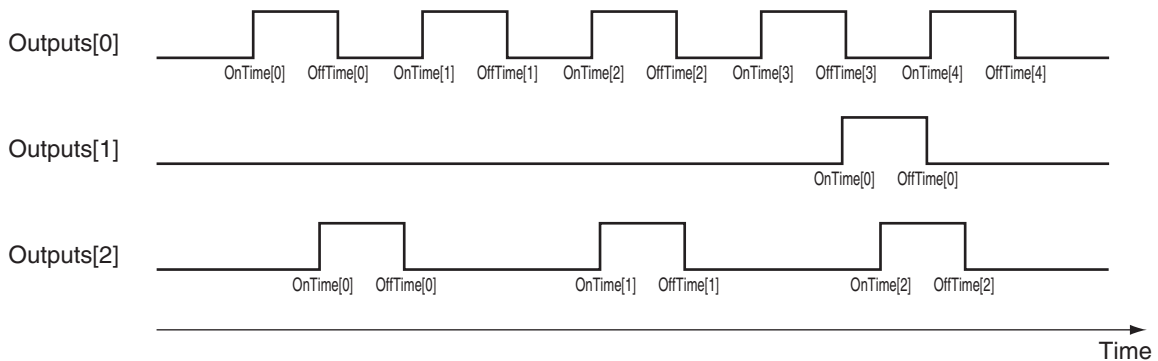 Outputs[0]
OnTime[0] OffTime[0] OnTime[1] OffTime[1] OnTime[2] OffTime[2] OnTime[3] OffTime[3] OnTime[4] OffTime[4]
Outputs[1]
OnTime[0] OffTime[0]
Outputs[2]
OnTime[0] OffTime[0] OnTime[1] OffTime[1] OnTime[2] OffTime[2]
Time